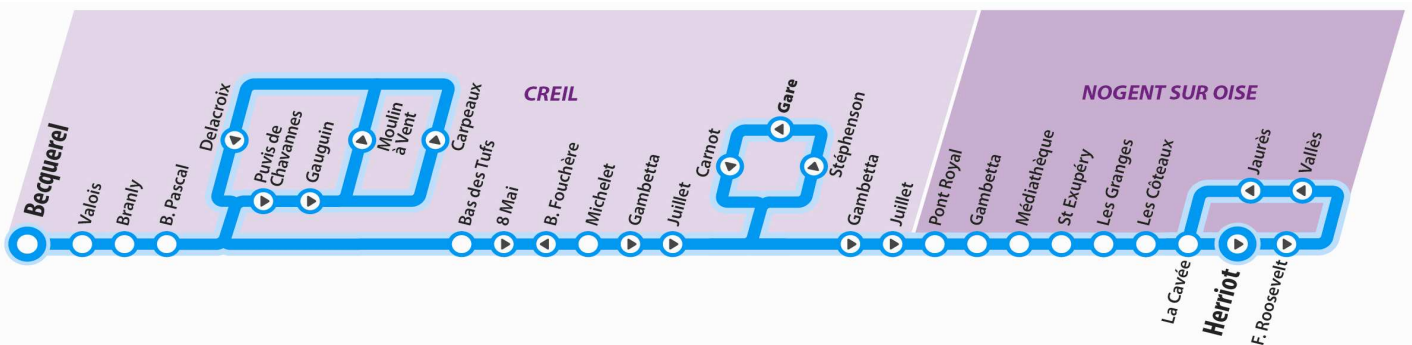 CREIL
NOGENT SUR OISE
Becquerel
Valois
Branly
B. Pascal
Delacroix
Puvis de
Chavannes
Gauguin
Moulin
à Vent
Carpeaux
Bas des Tufs
8 Mai
B. Fouchère
Michelet
Gambetta
Juillet
Carnot
Gare
Stéphenson
Gambetta
Juillet
Pont Royal
Gambetta
Médiathèque
St Exupéry
Les Granges
Les Côteaux
La Cavée
Herriot
F. Roosevelt
Jaurès
Vallès